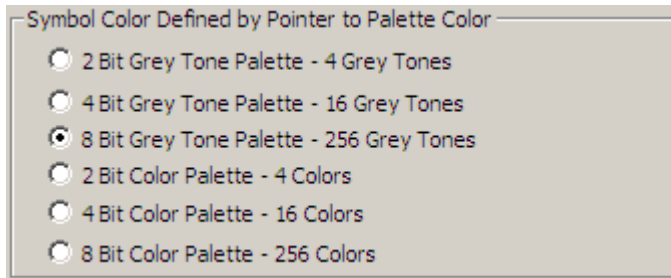 Symbol Color Defined by Pointer to Palette Color
2 Bit Grey Tone Palette - 4 Grey Tones
4 Bit Grey Tone Palette - 16 Grey Tones
8 Bit Grey Tone Palette - 256 Grey Tones
2 Bit Color Palette - 4 Colors
4 Bit Color Palette - 16 Colors
8 Bit Color Palette - 256 Colors